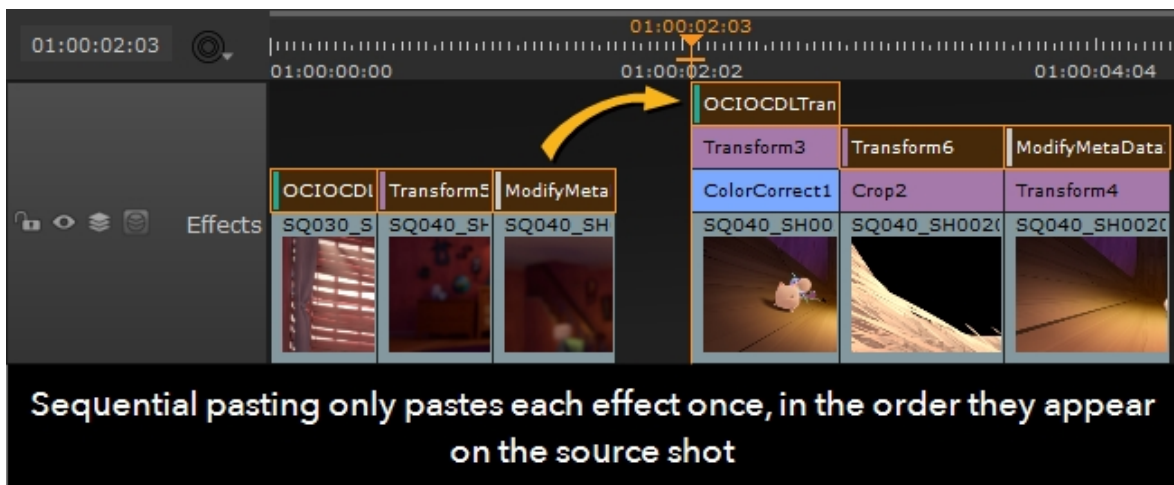 01:00:02:03
01:00:02:03
01:00:00:00 01:00:02:02 01:00:04:04
OCIOCDLTran
Transform3 Transform6 ModifyMetaData
OCIOCDL Transform5 ModifyMeta ColorCorrect1 Crop2 Transform4
Effects SQ030_S SQ040_SH SQ040_SH SQ040_SH00 SQ040_SH002 SQ040_SH0020
Sequential pasting only pastes each effect once, in the order they appear
on the source shot